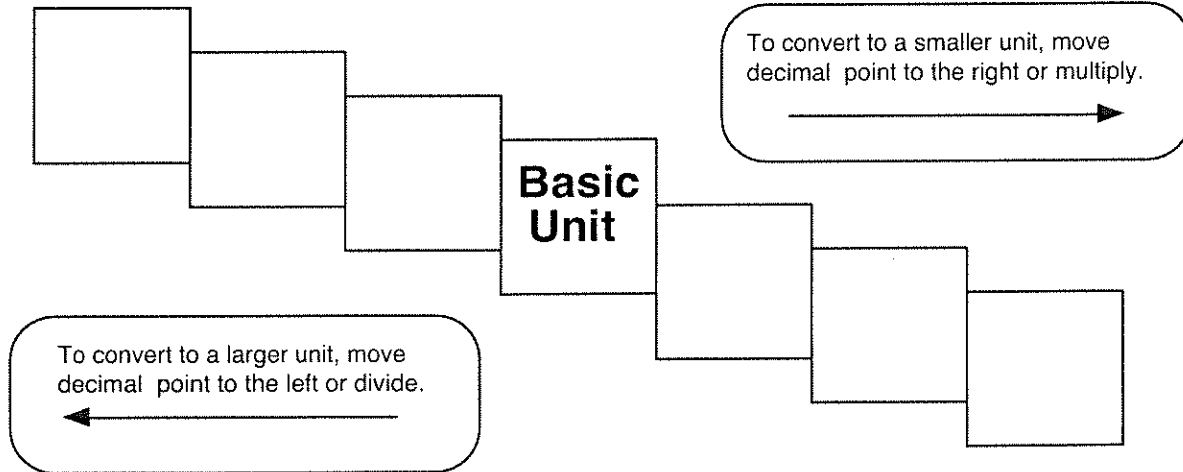 To convert to a smaller unit, move
decimal point to the right or multiply.
Basic
Unit
To convert to a larger unit, move
decimal point to the left or divide.